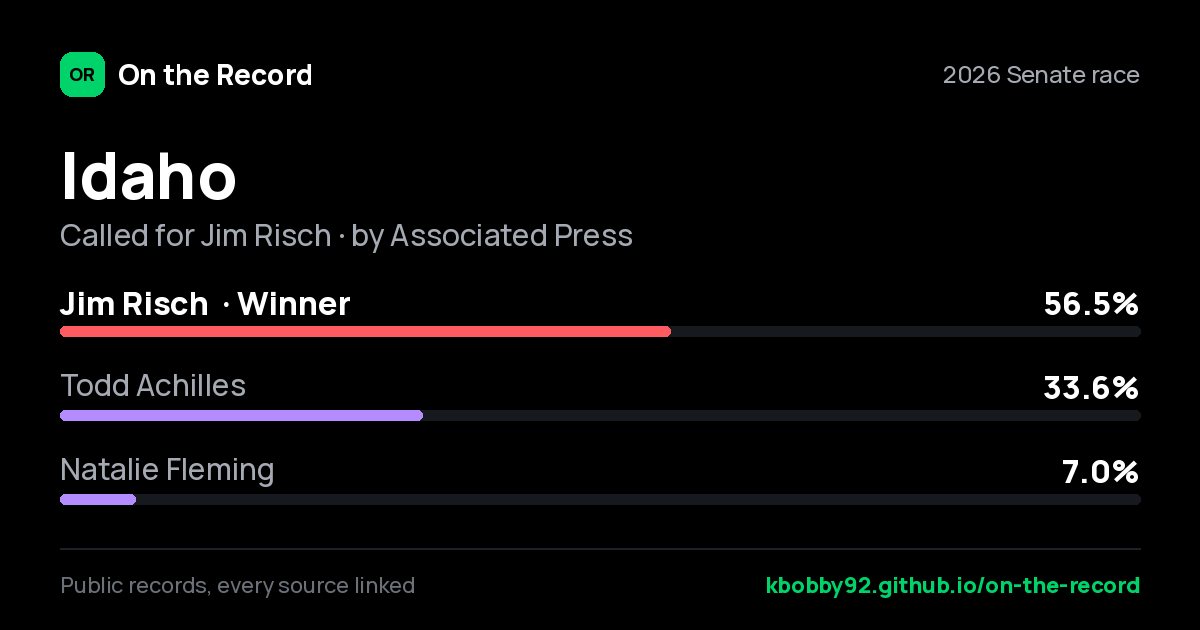 OR On the Record
2026 Senate race
Idaho
Called for Jim Risch · by Associated Press
Jim Risch · Winner 56.5%
Todd Achilles 33.6%
Natalie Fleming 7.0%
Public records, every source linked
kbobby92.github.io/on-the-record